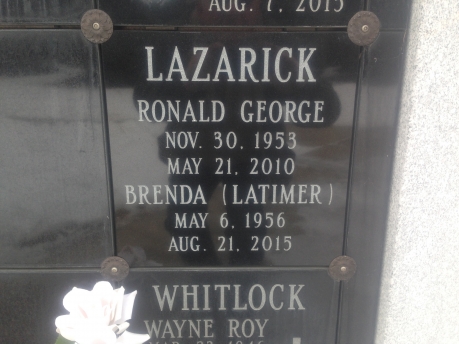 AUG. 7, 2015
LAZARICK
RONALD GEORGE
NOV. 30, 1953
MAY 21, 2010
BRENDA (LATIMER)
MAY 6, 1956
AUG. 21, 2015
WHITLOCK
WAYNE ROY